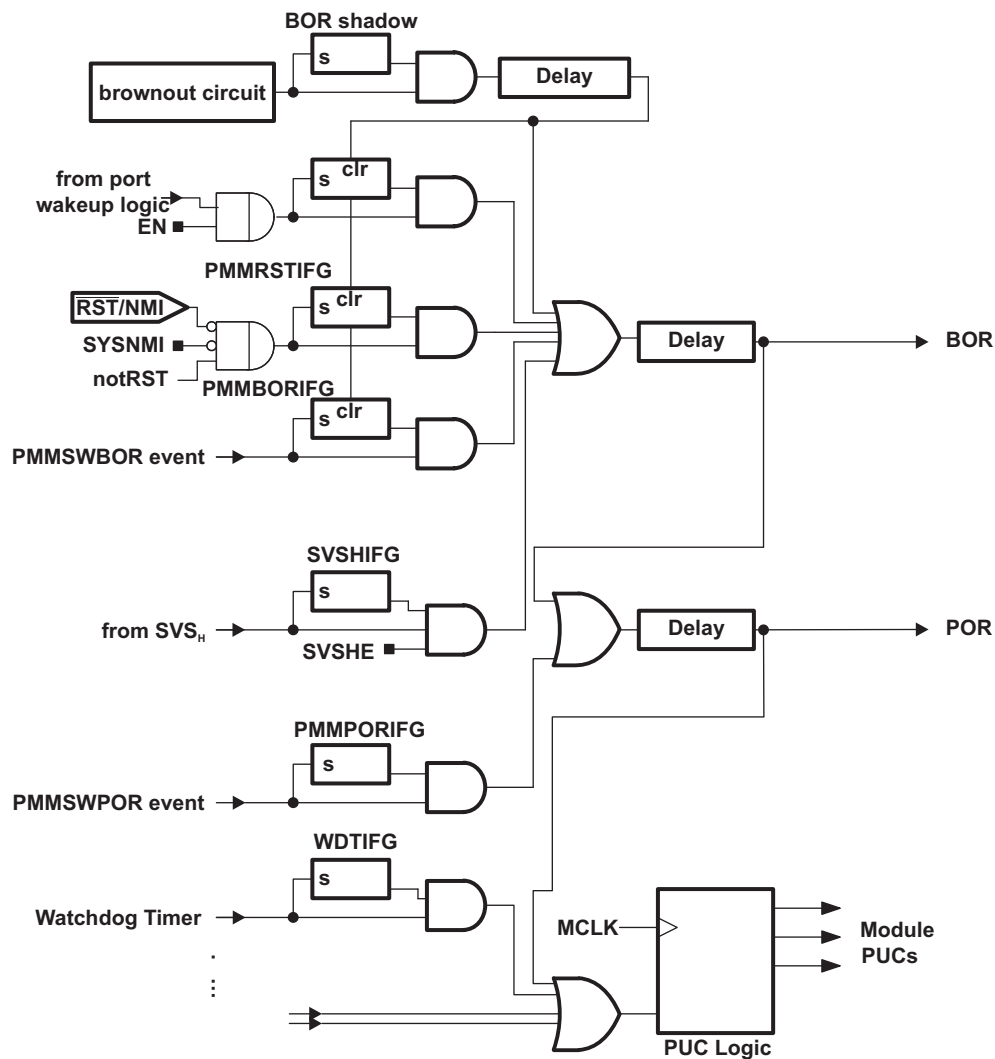 BOR shadow
s
brownout circuit
Delay
from port
wakeup logic
EN
s clr
PMMRSTIFG
RST/NMI
SYSNMI
notRST
s clr
PMMBORIFG
s clr
PMMSWBOR event
Delay
BOR
SVSHIFG
s
from SVSH
SVSHE
Delay
POR
PMMPORIFG
s
PMMSWPOR event
WDTIFG
s
Watchdog Timer
MCLK
Module
PUCs
PUC Logic